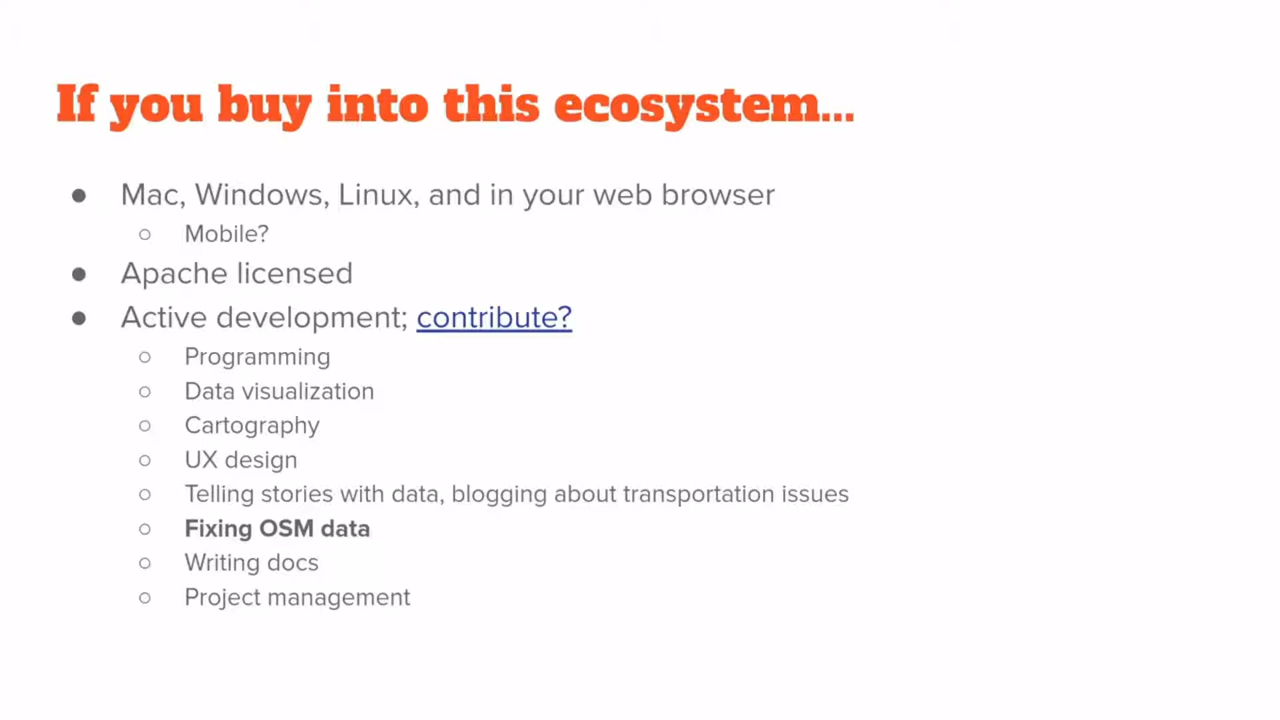 If you buy into this ecosystem...
● Mac, Windows, Linux, and in your web browser
○ Mobile?
● Apache licensed
● Active development; contribute?
○ Programming
○ Data visualization
○ Cartography
○ UX design
○ Telling stories with data, blogging about transportation issues
○ Fixing OSM data
○ Writing docs
○ Project management